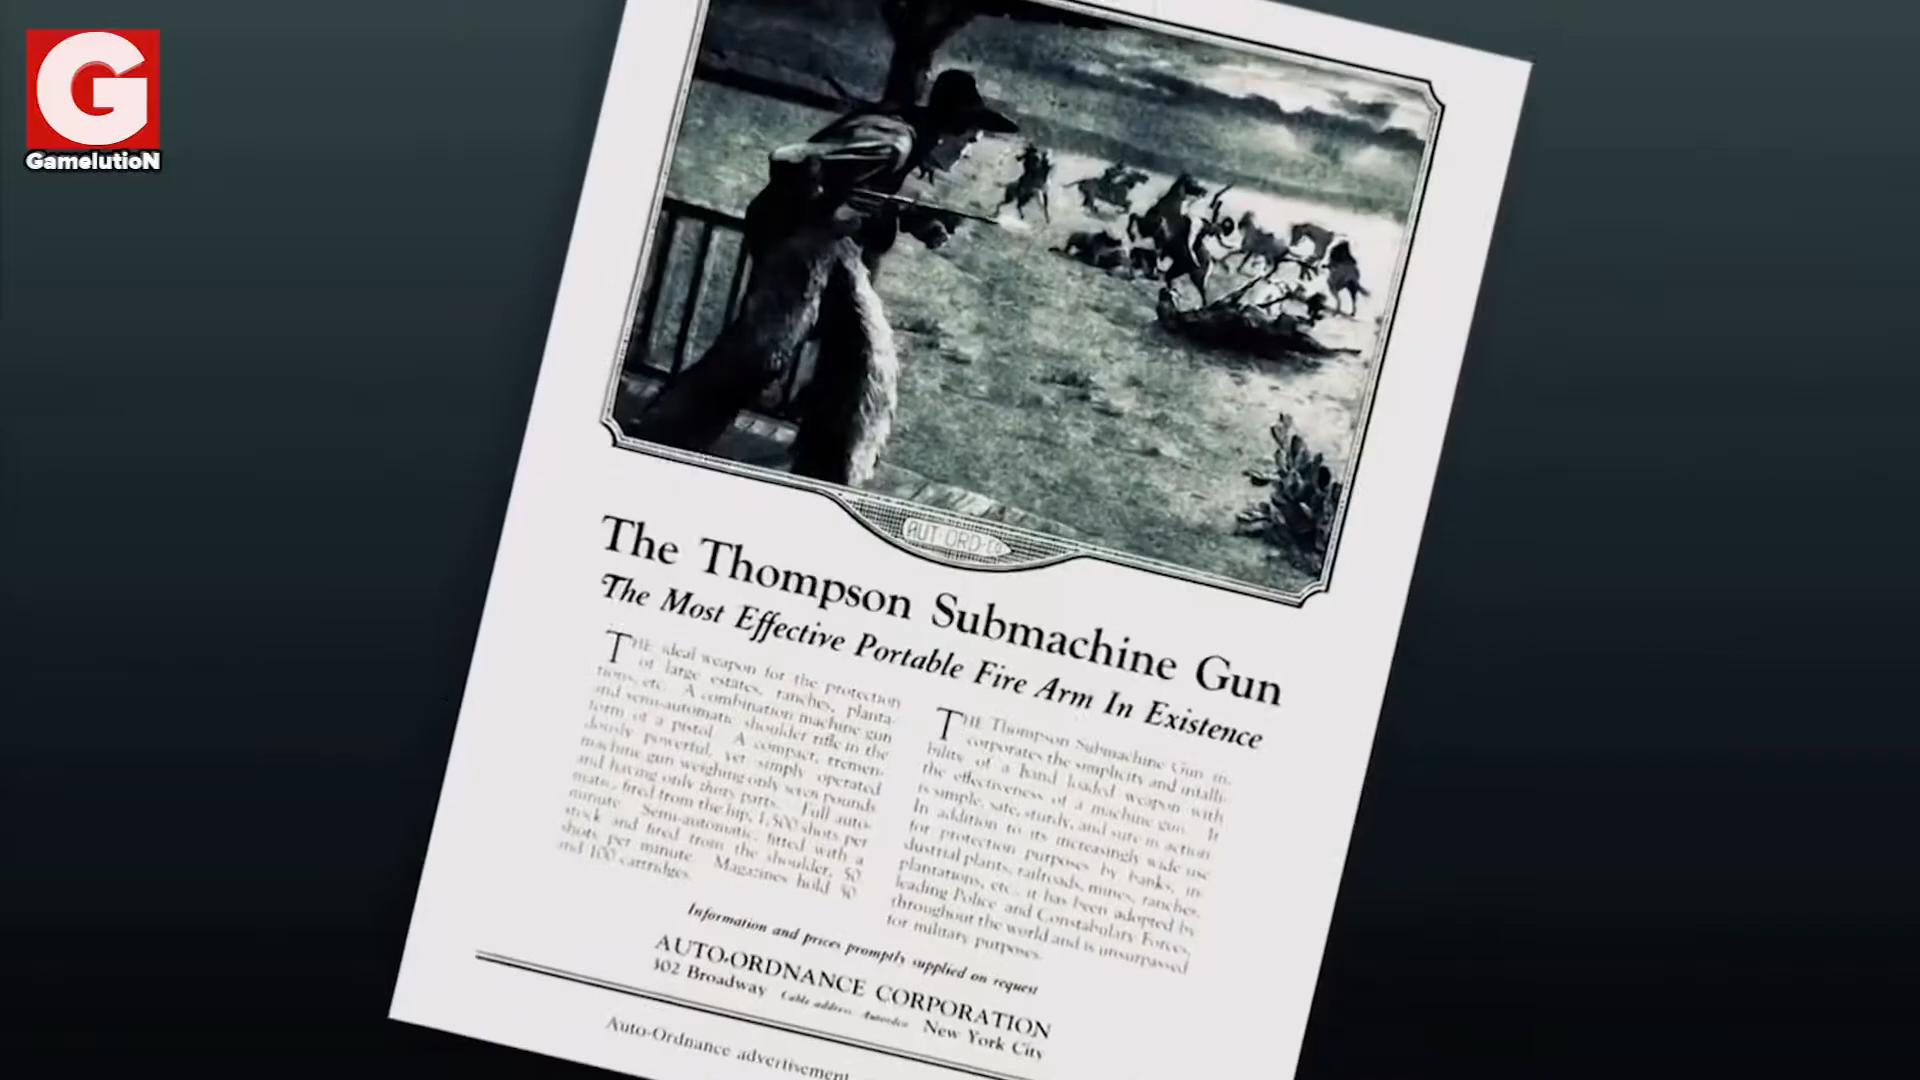 G
GamelutioN
AUT-ORD-CO
The Thompson Submachine Gun
The Most Effective Portable Fire Arm In Existence
THE ideal weapon for the protection
of large estates, ranches, planta-
tions, etc. A combination machine gun
and semi-automatic shoulder rifle in the
form of a pistol. A compact, tremen-
dously powerful, yet simply operated
machine gun weighing only seven pounds
and having only thirty parts. Full auto-
matic, fired from the hip, 1,500 shots per
minute. Semi-automatic, fitted with a
stock and fired from the shoulder, 50
shots per minute. Magazines hold 50
and 100 cartridges.
THE Thompson Submachine Gun in-
corporates the simplicity and infalli-
bility of a hand loaded weapon with
the effectiveness of a machine gun. It
is simple, safe, sturdy, and sure in action.
In addition to its increasingly wide use
for protection purposes by banks, in-
dustrial plants, railroads, mines, ranches,
plantations, etc., it has been adopted by
leading Police and Constabulary Forces,
throughout the world and is unsurpassed
for military purposes.
Information and prices promptly supplied on request
AUTO-ORDNANCE CORPORATION
302 Broadway Cable address: Autordco New York City
Auto-Ordnance advertisement